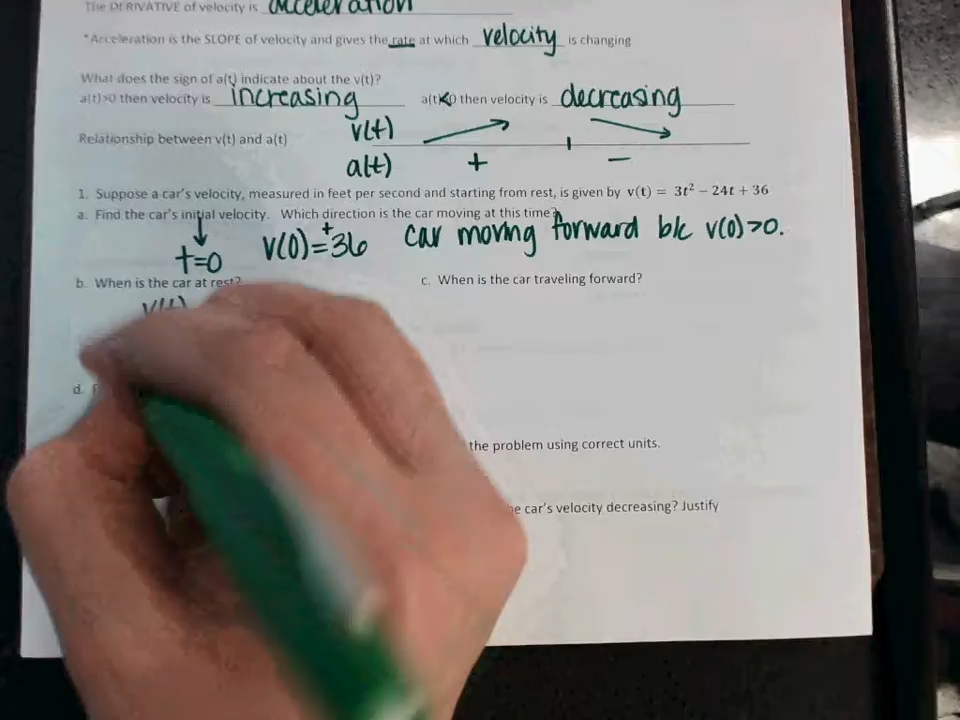 The DERIVATIVE of velocity is acceleration
*Acceleration is the SLOPE of velocity and gives the rate at which velocity is changing
What does the sign of a(t) indicate about the v(t)?
a(t)>0 then velocity is increasing a(t)<0 then velocity is decreasing
Relationship between v(t) and a(t) v(t)
a(t) + −
1. Suppose a car's velocity, measured in feet per second and starting from rest, is given by v(t) = 3t² − 24t + 36
a. Find the car's initial velocity. Which direction is the car moving at this time?
t=0 v(0)=+36 car moving forward b/c v(0)>0.
b. When is the car at rest? c. When is the car traveling forward?
v(t)
d. the problem using correct units.
car's velocity decreasing? Justify